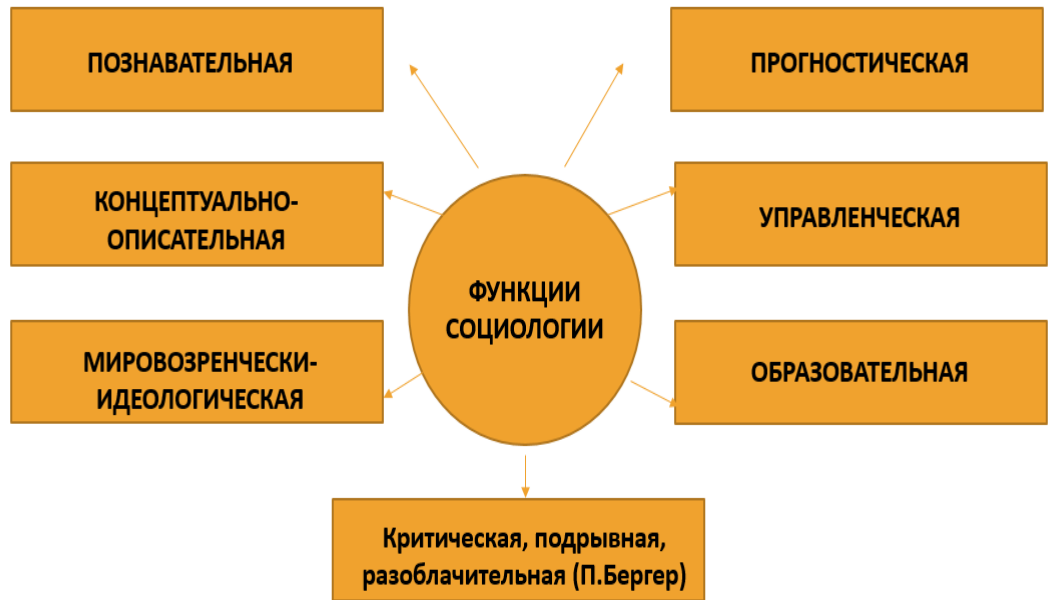 ПОЗНАВАТЕЛЬНАЯ
ПРОГНОСТИЧЕСКАЯ
КОНЦЕПТУАЛЬНО-
ОПИСАТЕЛЬНАЯ
УПРАВЛЕНЧЕСКАЯ
ФУНКЦИИ
СОЦИОЛОГИИ
МИРОВОЗРЕНЧЕСКИ-
ИДЕОЛОГИЧЕСКАЯ
ОБРАЗОВАТЕЛЬНАЯ
Критическая, подрывная,
разоблачительная (П.Бергер)